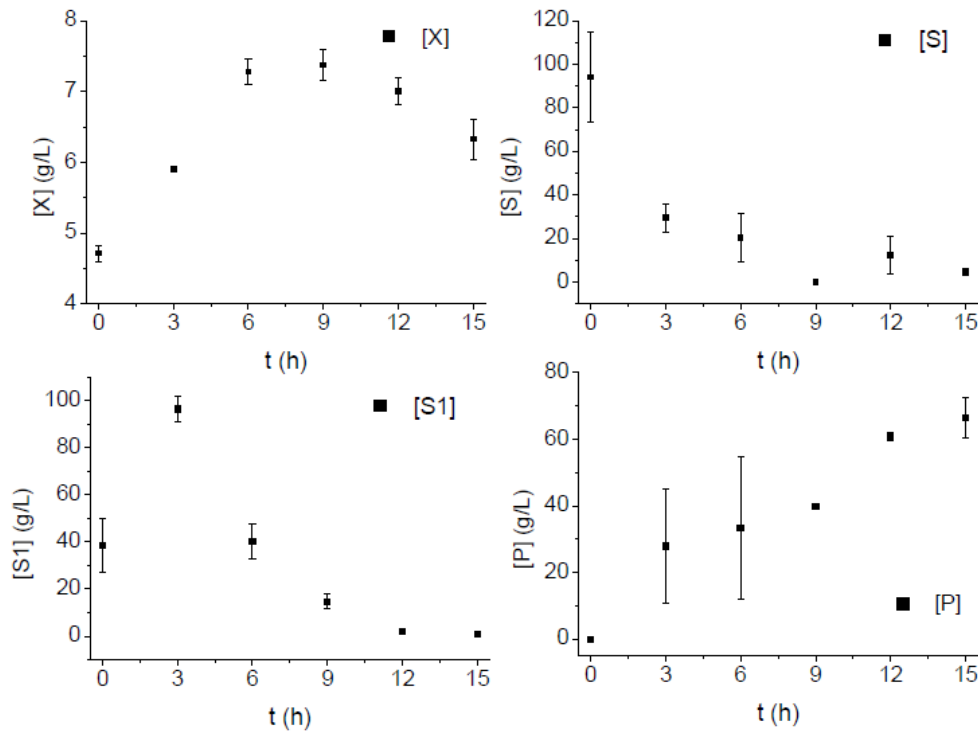 [X]
[X] (g/L)
8
7
6
5
4
0 3 6 9 12 15
t (h)
[S]
[S] (g/L)
120
100
80
60
40
20
0
0 3 6 9 12 15
t (h)
[S1]
[S1] (g/L)
100
80
60
40
20
0
0 3 6 9 12 15
t (h)
[P]
[P] (g/L)
80
60
40
20
0
0 3 6 9 12 15
t (h)